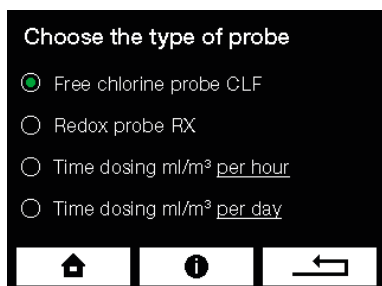 Choose the type of probe
Free chlorine probe CLF
Redox probe RX
Time dosing ml/m³ per hour
Time dosing ml/m³ per day